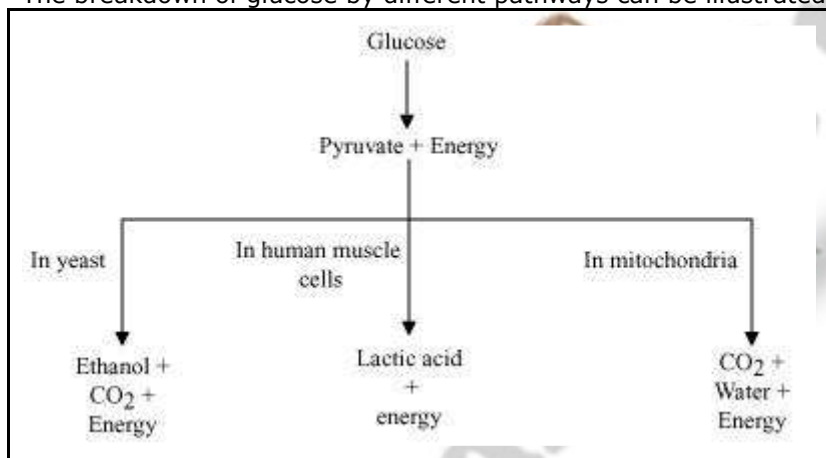 The breakdown of glucose by different pathways can be illustrated
Glucose
Pyruvate + Energy
In yeast
In human muscle
cells
In mitochondria
Ethanol +
CO2 +
Energy
Lactic acid
+
energy
CO2 +
Water +
Energy